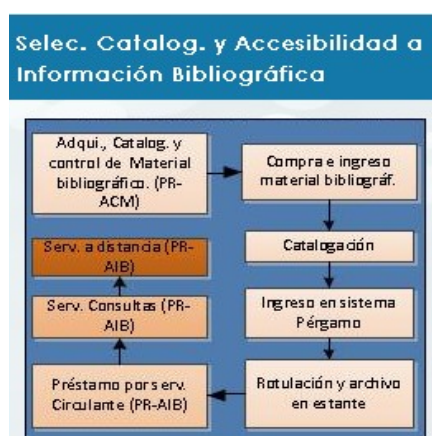 Selec. Catalog. y Accesibilidad a
Información Bibliográfica
Adqui., Catalog. y
control de Material
bibliográfico. (PR-
ACM)
Compra e ingreso
material bibliográf.
Catalogación
Ingreso en sistema
Pérgamo
Rotulación y archivo
en estante
Préstamo por serv.
Circulante (PR-AIB)
Serv. Consultas (PR-
AIB)
Serv. a distancia (PR-
AIB)